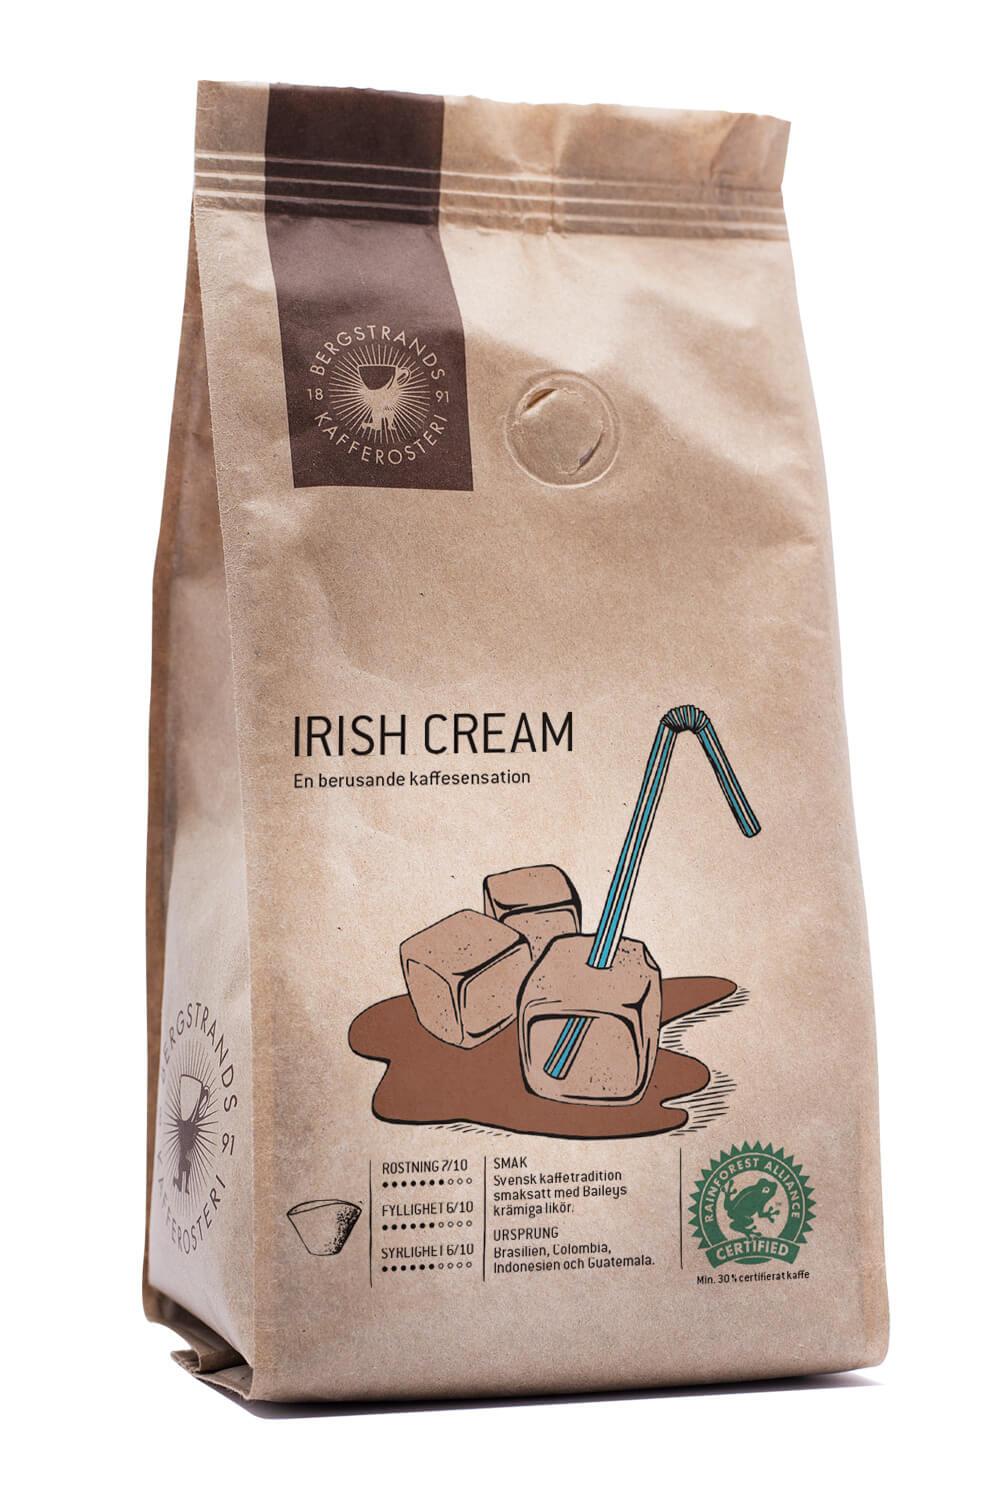 BERGSTRANDS
18 91
KAFFEROSTERI
IRISH CREAM
En berusande kaffesensation
ROSTNING 7/10
FYLLIGHET 6/10
SYRLIGHET 6/10
SMAK
Svensk kaffetradition
smaksatt med Baileys
krämiga likör.
URSPRUNG
Brasilien, Colombia,
Indonesien och Guatemala.
RAINFOREST ALLIANCE
CERTIFIED
Min. 30% certifierat kaffe
BERGSTRANDS
91
KAFFEROSTERI